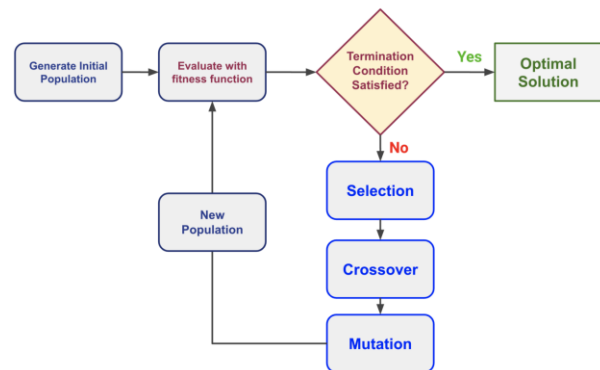 Generate Initial
Population
Evaluate with
fitness function
Termination
Condition
Satisfied?
Yes
Optimal
Solution
No
Selection
New
Population
Crossover
Mutation